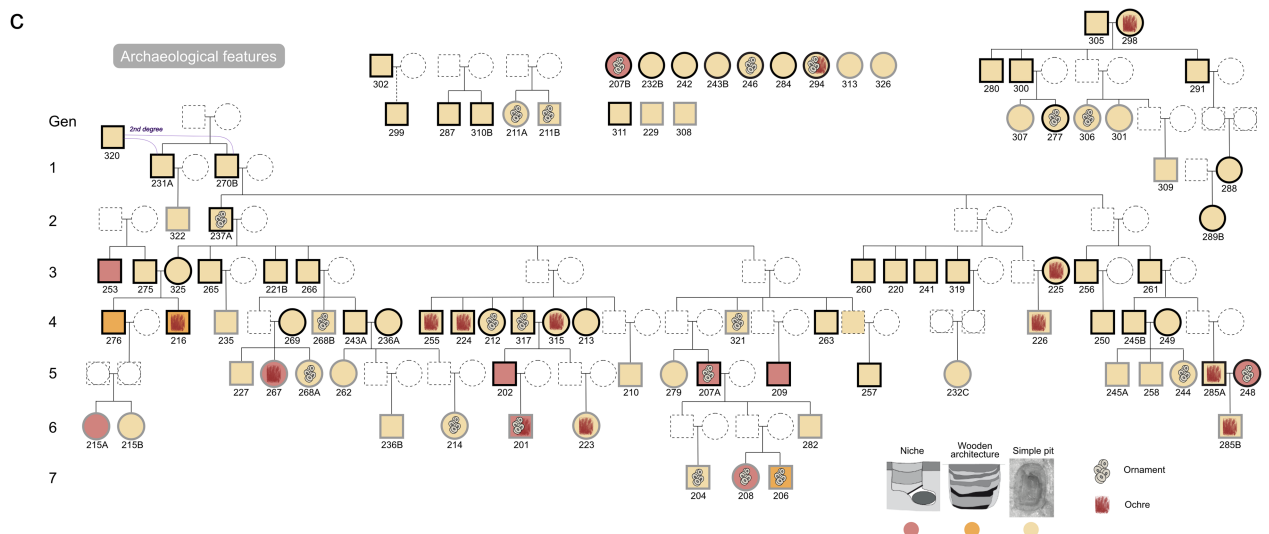 C
Archaeological features
305 298
302
207B 232B 242 243B 246 284 294 313 326
280 300 291
Gen
299 287 310B 211A 211B
311 229 308
307 277 306 301
320 2nd degree
1
231A 270B
309 288
2
322 237A
289B
3
253 275 325 265 221B 266
260 220 241 319 225 256 261
4
276 216 235 269 268B 243A 236A 255 224 212 317 315 213 321 263 226 250 245B 249
5
227 267 268A 262 202 210 279 207A 209 257 232C 245A 258 244 285A 248
6
215A 215B 236B 214 201 223 282 285B
7
204 208 206
Niche Wooden architecture Simple pit
Ornament
Ochre